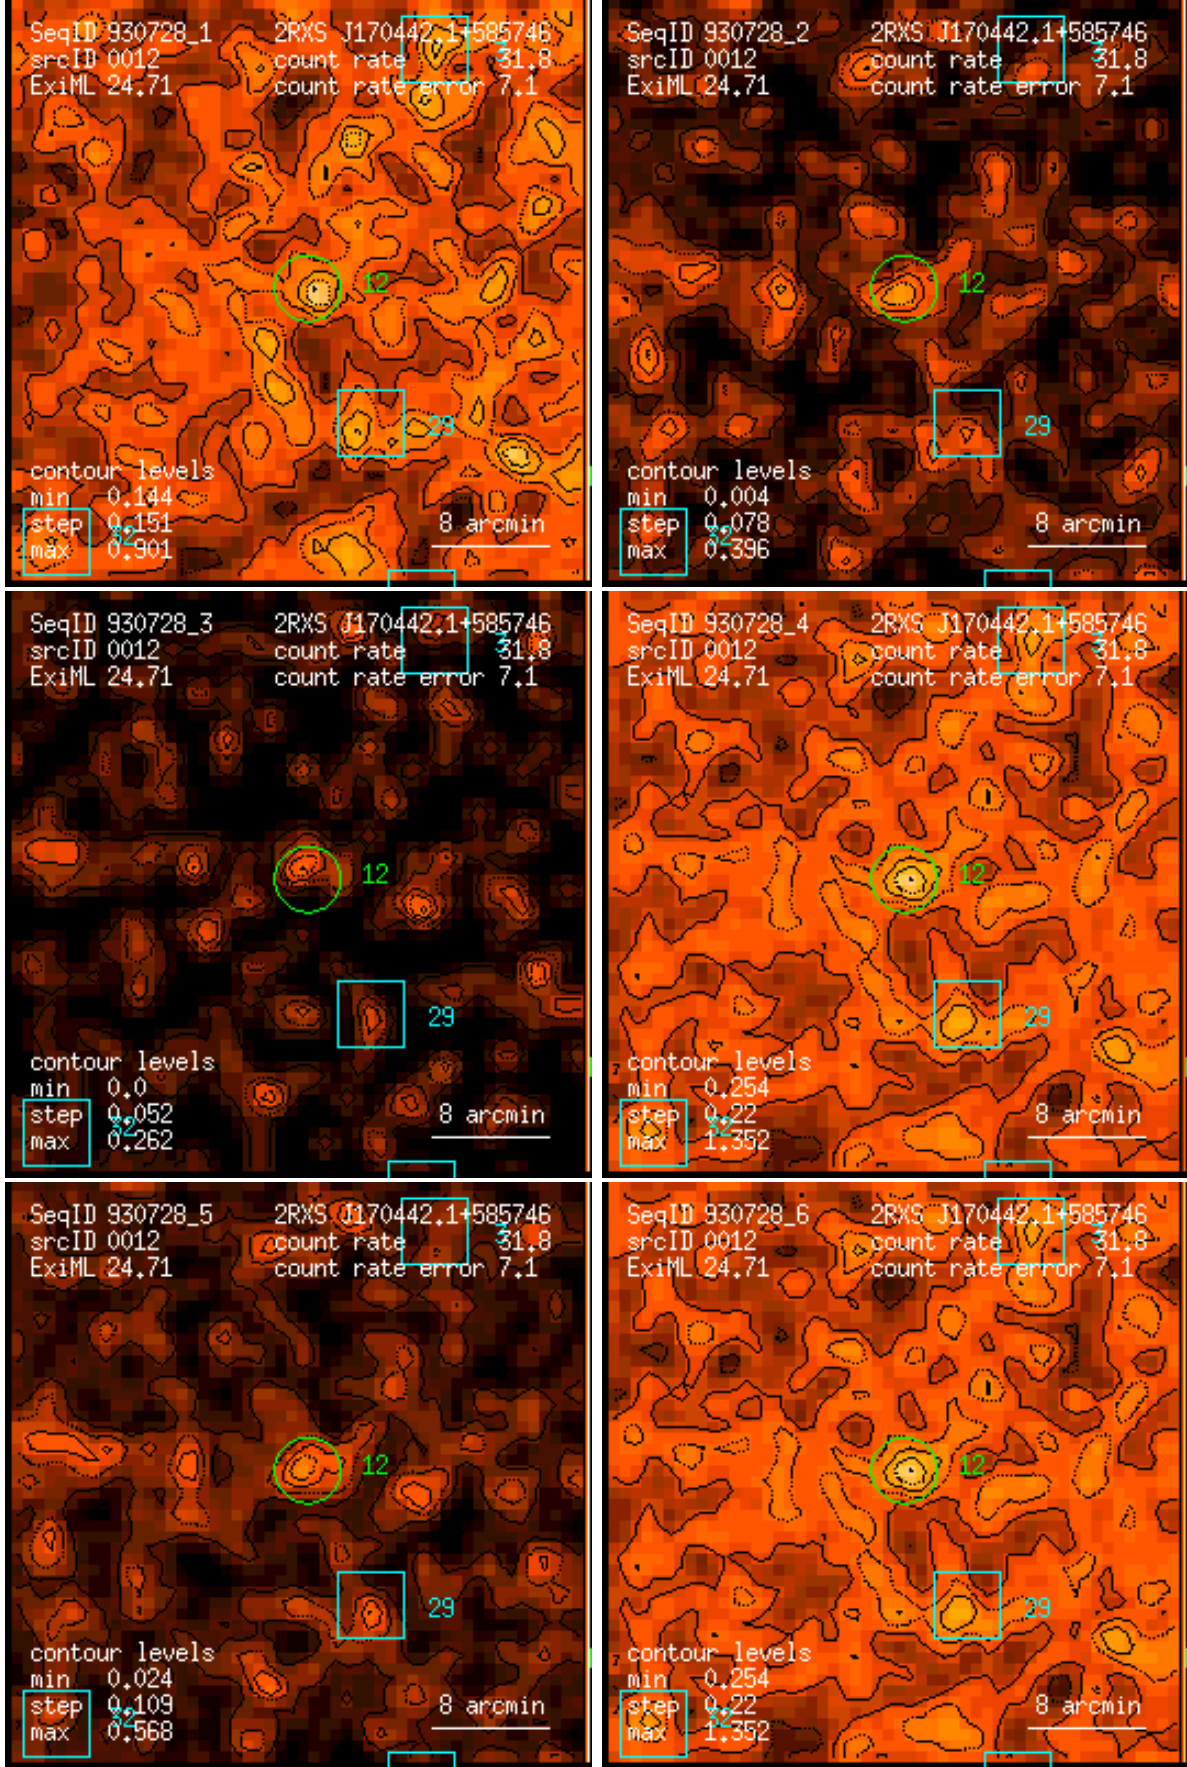 SeqID 930728_1 2RXS J170442.1+585746
srcID 0012 count rate 31.8
ExiML 24.71 count rate error 7.1
12
29
contour levels
min 0.144
step 0.151
32
max 0.901
8 arcmin
SeqID 930728_2 2RXS J170442.1+585746
srcID 0012 count rate 31.8
ExiML 24.71 count rate error 7.1
12
29
contour levels
min 0.004
step 0.078
32
max 0.396
8 arcmin
SeqID 930728_3 2RXS J170442.1+585746
srcID 0012 count rate 31.8
ExiML 24.71 count rate error 7.1
12
29
contour levels
min 0.0
step 0.052
32
max 0.262
8 arcmin
SeqID 930728_4 2RXS J170442.1+585746
srcID 0012 count rate 31.8
ExiML 24.71 count rate error 7.1
12
29
contour levels
min 0.254
step 0.22
32
max 1.352
8 arcmin
SeqID 930728_5 2RXS J170442.1+585746
srcID 0012 count rate 31.8
ExiML 24.71 count rate error 7.1
12
29
contour levels
min 0.024
step 0.109
32
max 0.568
8 arcmin
SeqID 930728_6 2RXS J170442.1+585746
srcID 0012 count rate 31.8
ExiML 24.71 count rate error 7.1
12
29
contour levels
min 0.254
step 0.22
32
max 1.352
8 arcmin